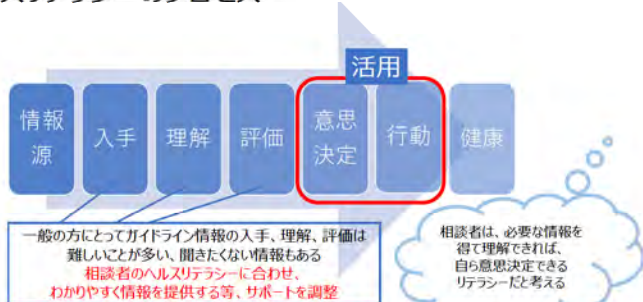 活用
情報
源
入手
理解
評価
意思
決定
行動
健康
一般の方にとってガイドライン情報の入手、理解、評価は
難しいことが多い、聞きたくない情報もある
相談者のヘルスリテラシーに合わせ、
わかりやすく情報を提供する等、サポートを調整
相談者は、必要な情報を
得て理解できれば、
自ら意思決定できる
リテラシーだと考える